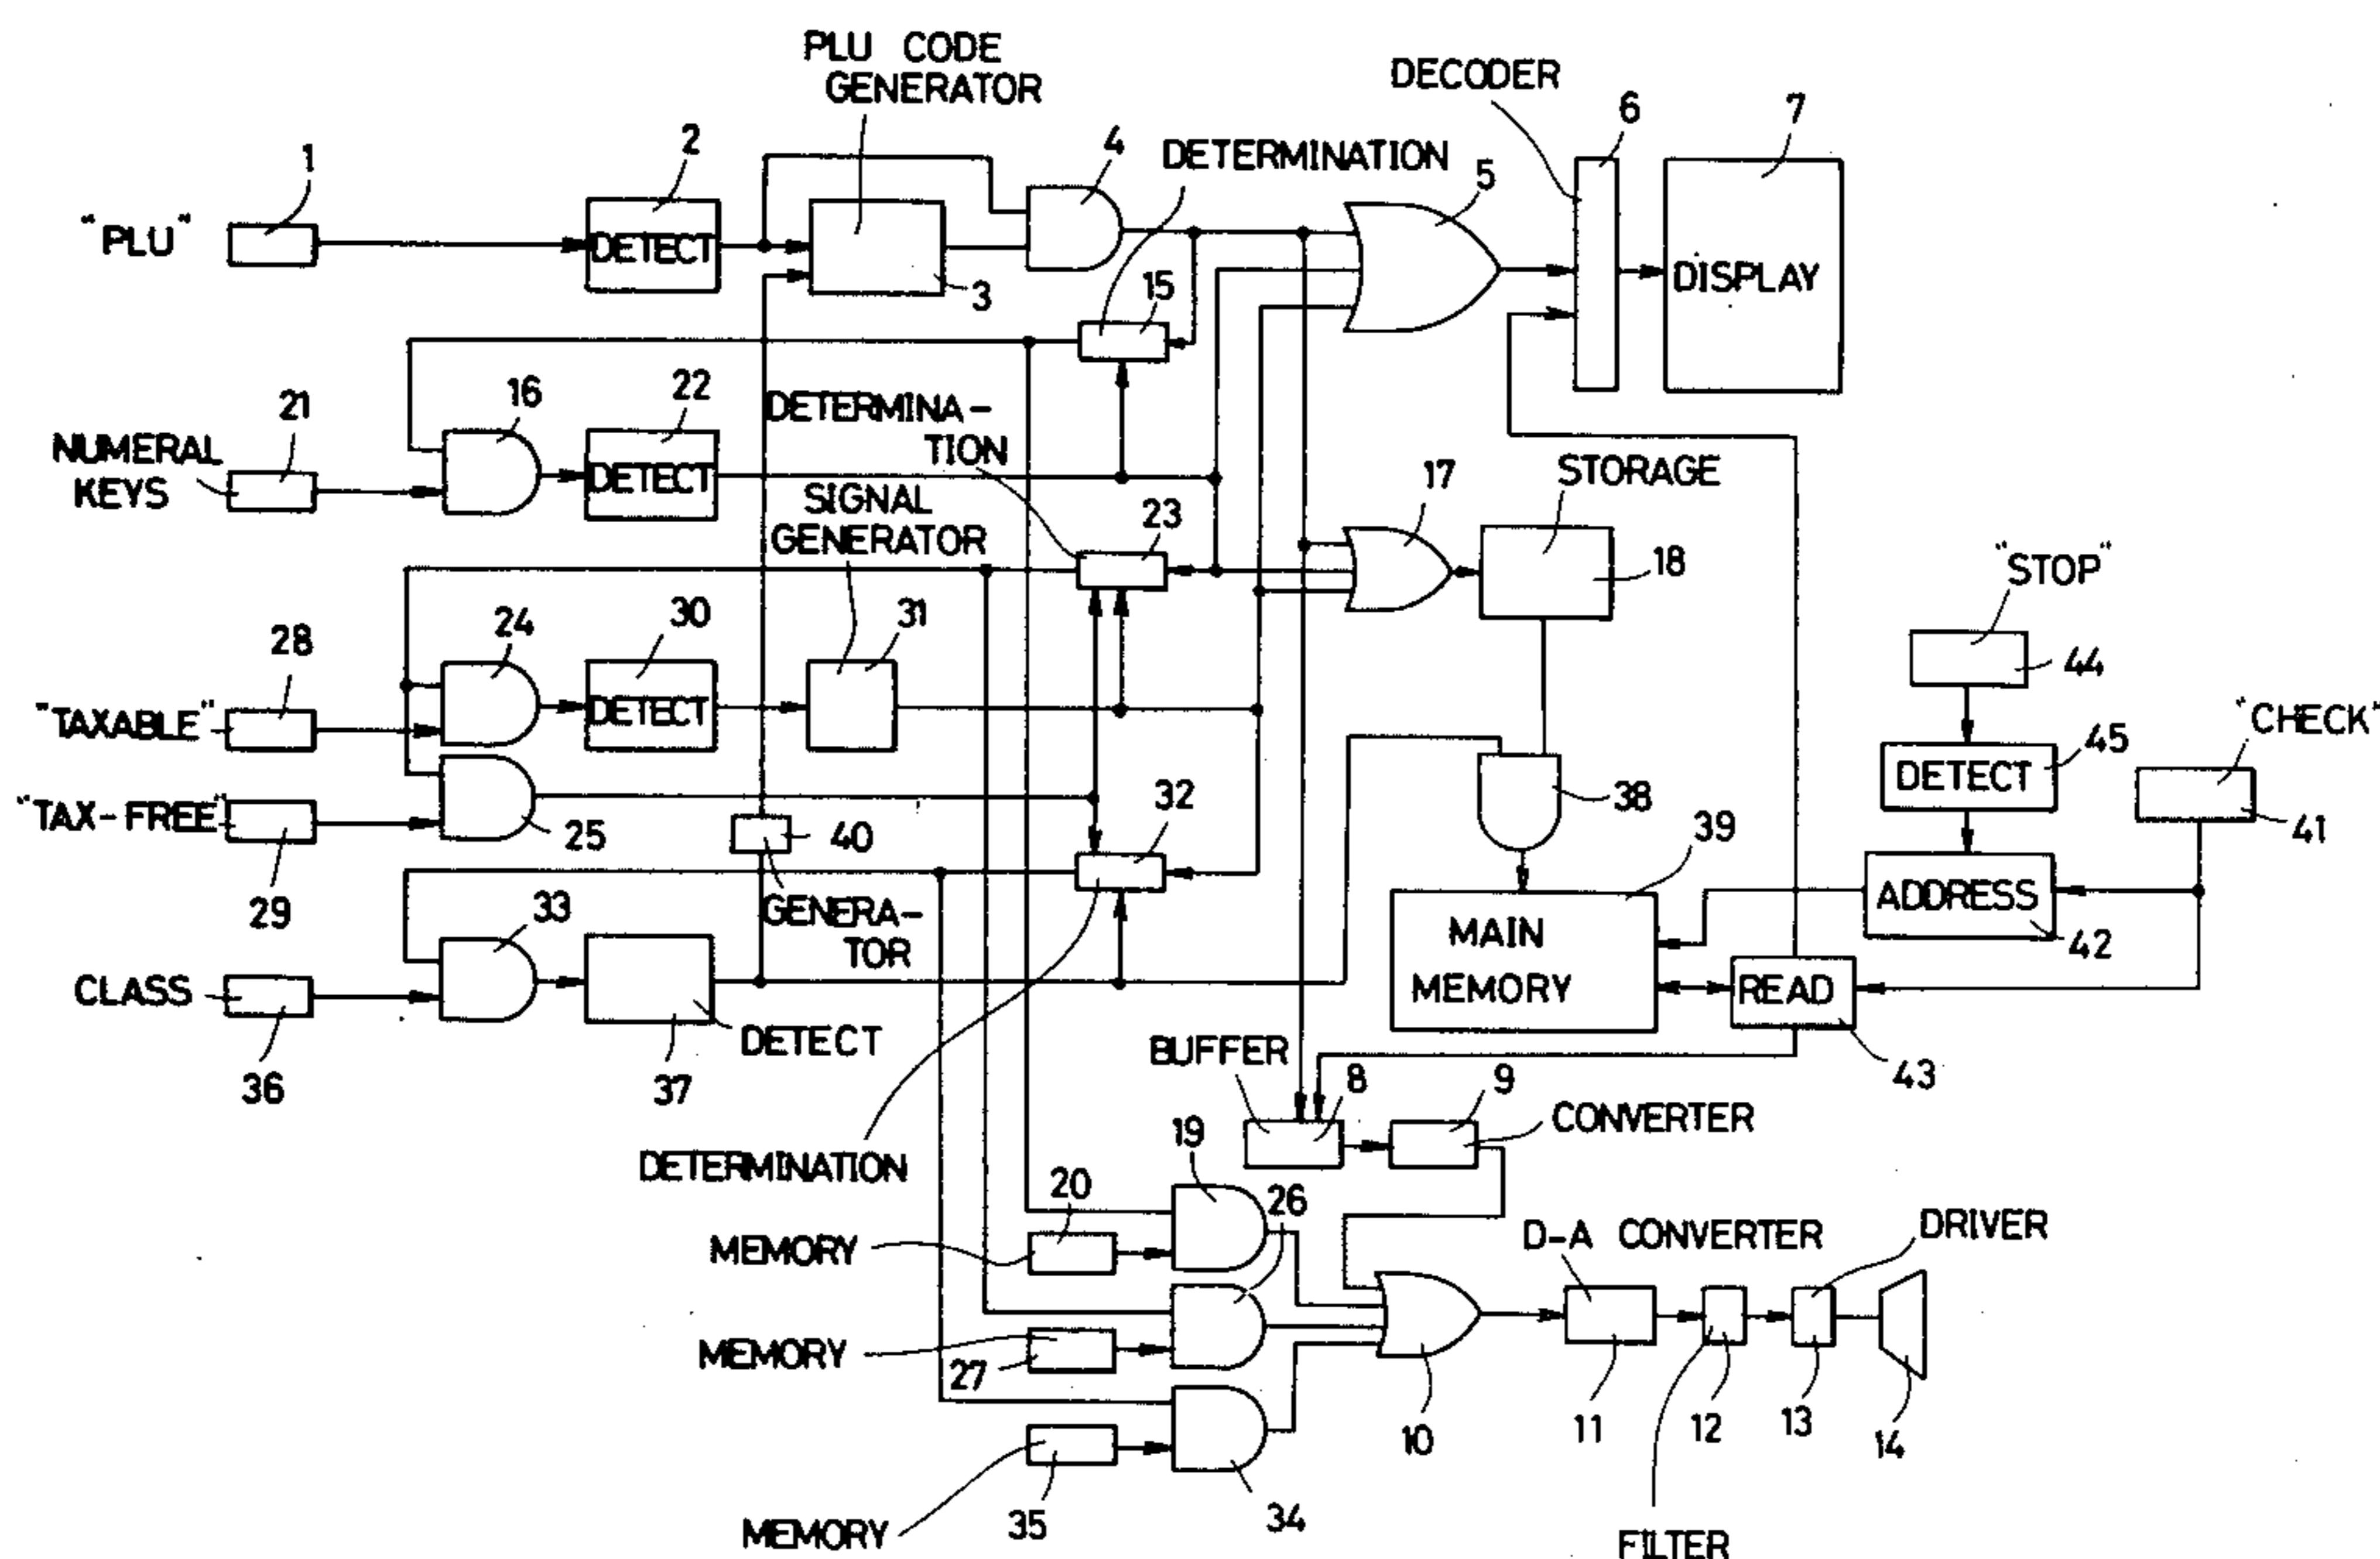 PLU CODE
GENERATOR
DECODER
6
7
2
4
DETERMINATION
5
1
"PLU"
DETECT
3
15
DISPLAY
21
16
22
DETERMINA-
TION
NUMERAL
KEYS
DETECT
SIGNAL
GENERATOR
23
17
STORAGE
18
"STOP"
28
24
30
31
44
"TAXABLE"
DETECT
"CHECK"
45
DETECT
"TAX-FREE"
25
40
32
38
39
41
29
33
GENERA-
TOR
MAIN
MEMORY
ADDRESS
42
CLASS
READ
36
37
DETECT
BUFFER
8
9
43
CONVERTER
DETERMINATION
19
20
26
MEMORY
D-A CONVERTER
DRIVER
MEMORY
27
10
11
12
13
14
35
34
MEMORY
FILTER